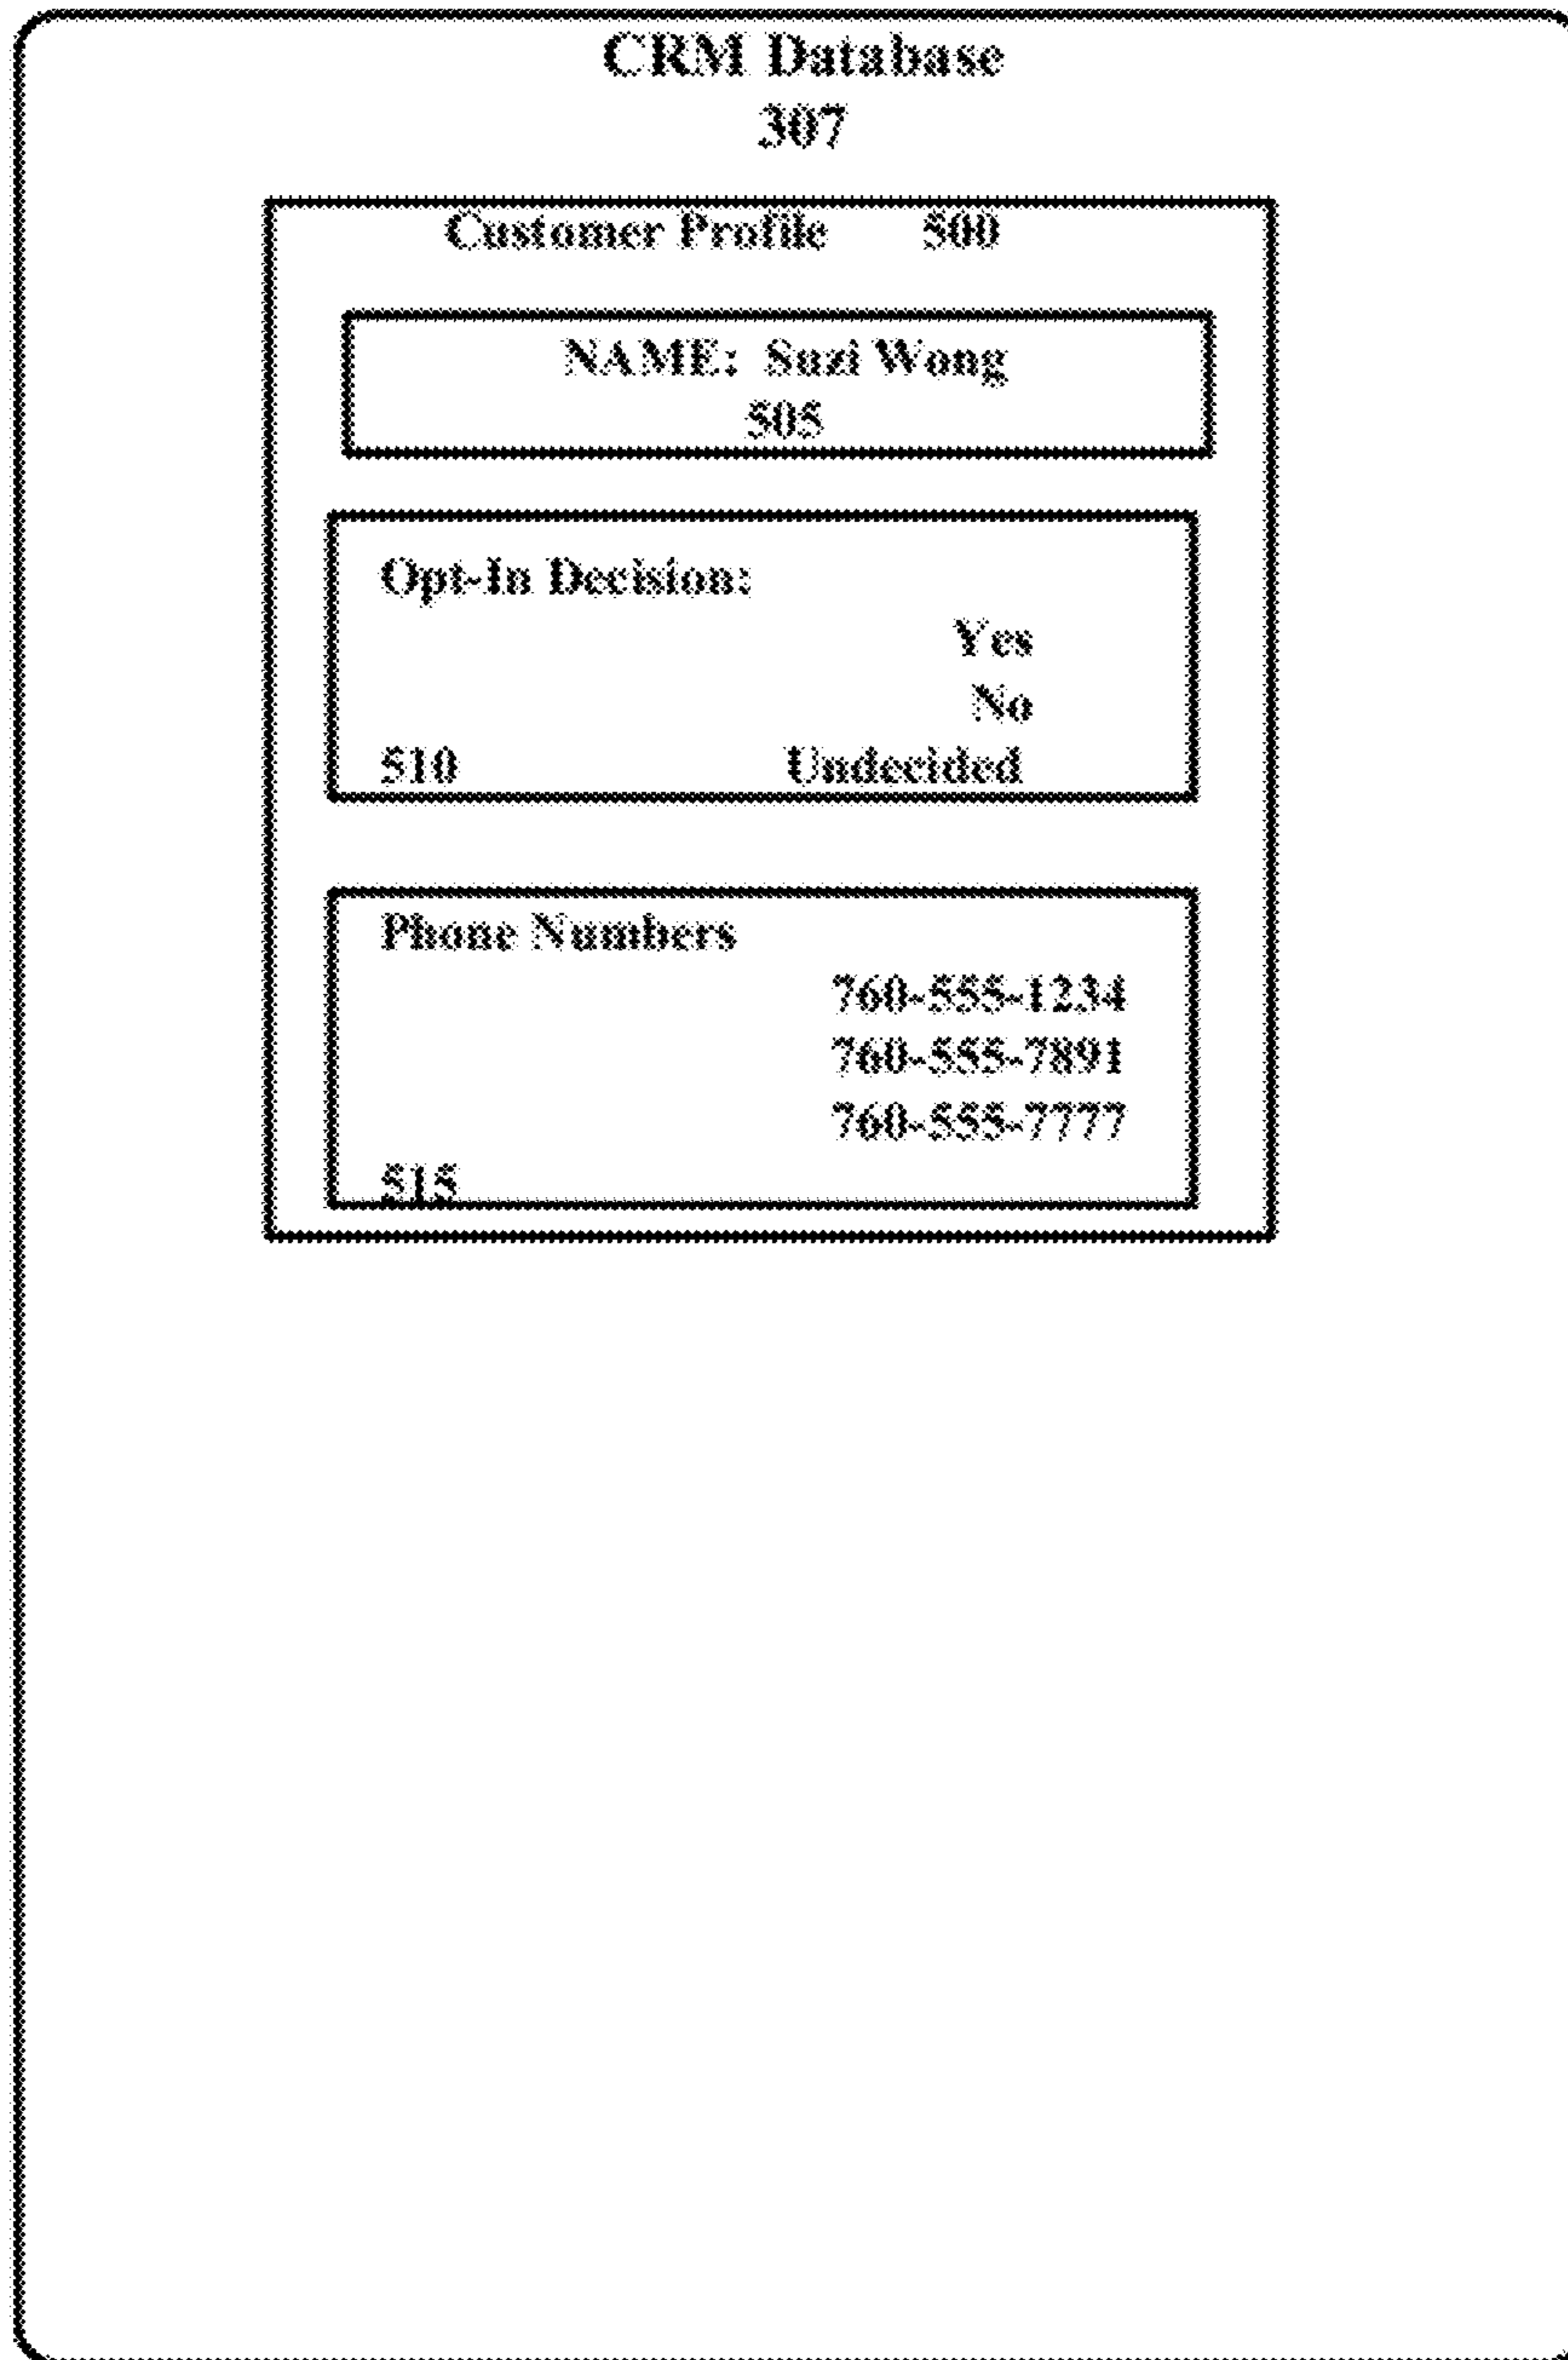 CRM Database
307
Customer Profile 500
NAME: Suzi Wong
505
Opt-In Decision:
Yes
No
510 Undecided
Phone Numbers
760-555-1234
760-555-7891
760-555-7777
515